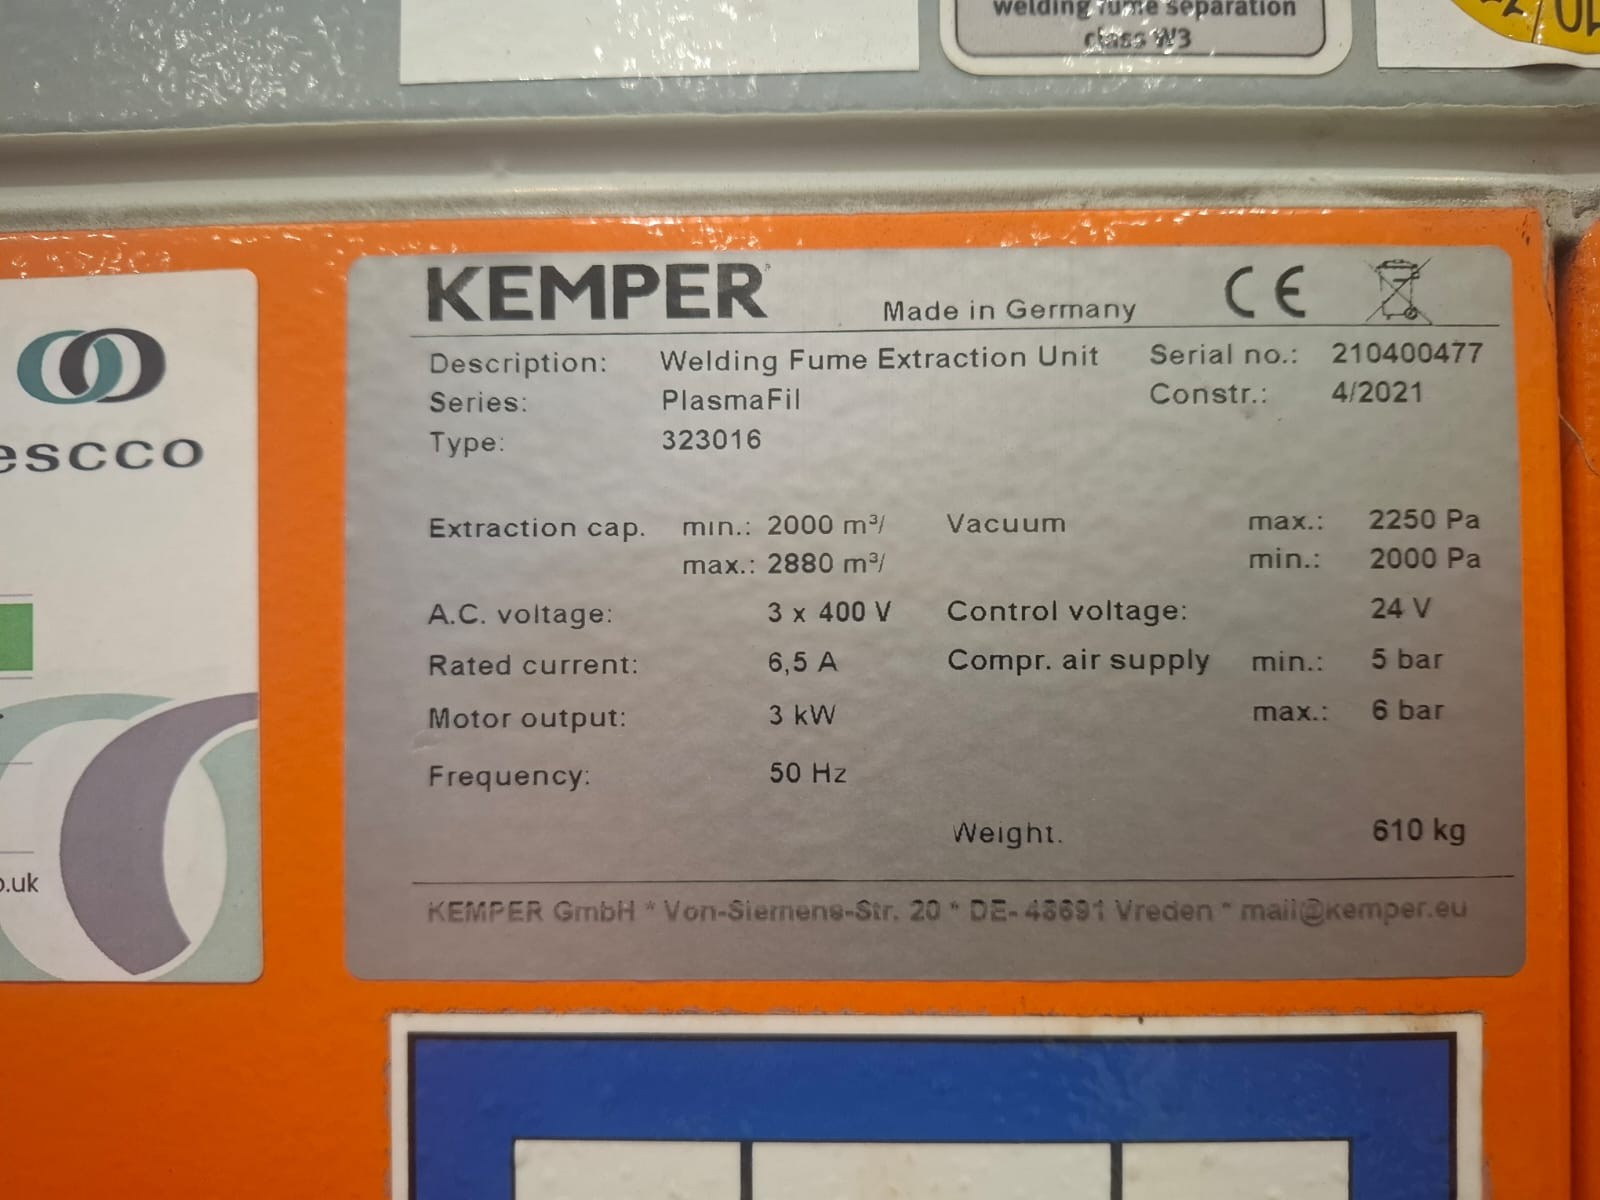 welding fume separation
class W3
KEMPER
Made in Germany
CE
Description: Welding Fume Extraction Unit
Serial no.: 210400477
Series: PlasmaFil
Constr.: 4/2021
Type: 323016
Extraction cap. min.: 2000 m³/
max.: 2880 m³/
Vacuum max.: 2250 Pa
min.: 2000 Pa
A.C. voltage: 3 x 400 V
Control voltage: 24 V
Rated current: 6,5 A
Compr. air supply min.: 5 bar
max.: 6 bar
Motor output: 3 kW
Frequency: 50 Hz
Weight. 610 kg
KEMPER GmbH * Von-Siemens-Str. 20 * DE- 48691 Vreden * mail@kemper.eu
escco
o.uk